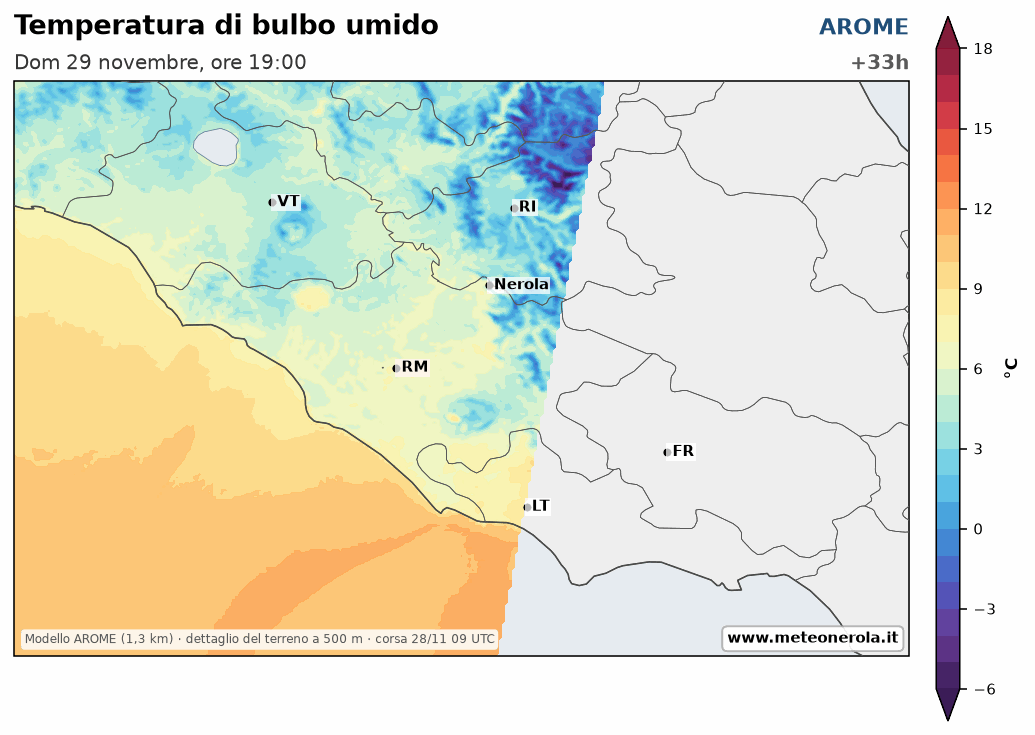 Temperatura di bulbo umido
AROME
Dom 29 novembre, ore 19:00
+33h
VT
RI
Nerola
RM
FR
LT
Modello AROME (1,3 km) · dettaglio del terreno a 500 m · corsa 28/11 09 UTC
www.meteonerola.it
18
15
12
9
6
3
0
−3
−6
°C